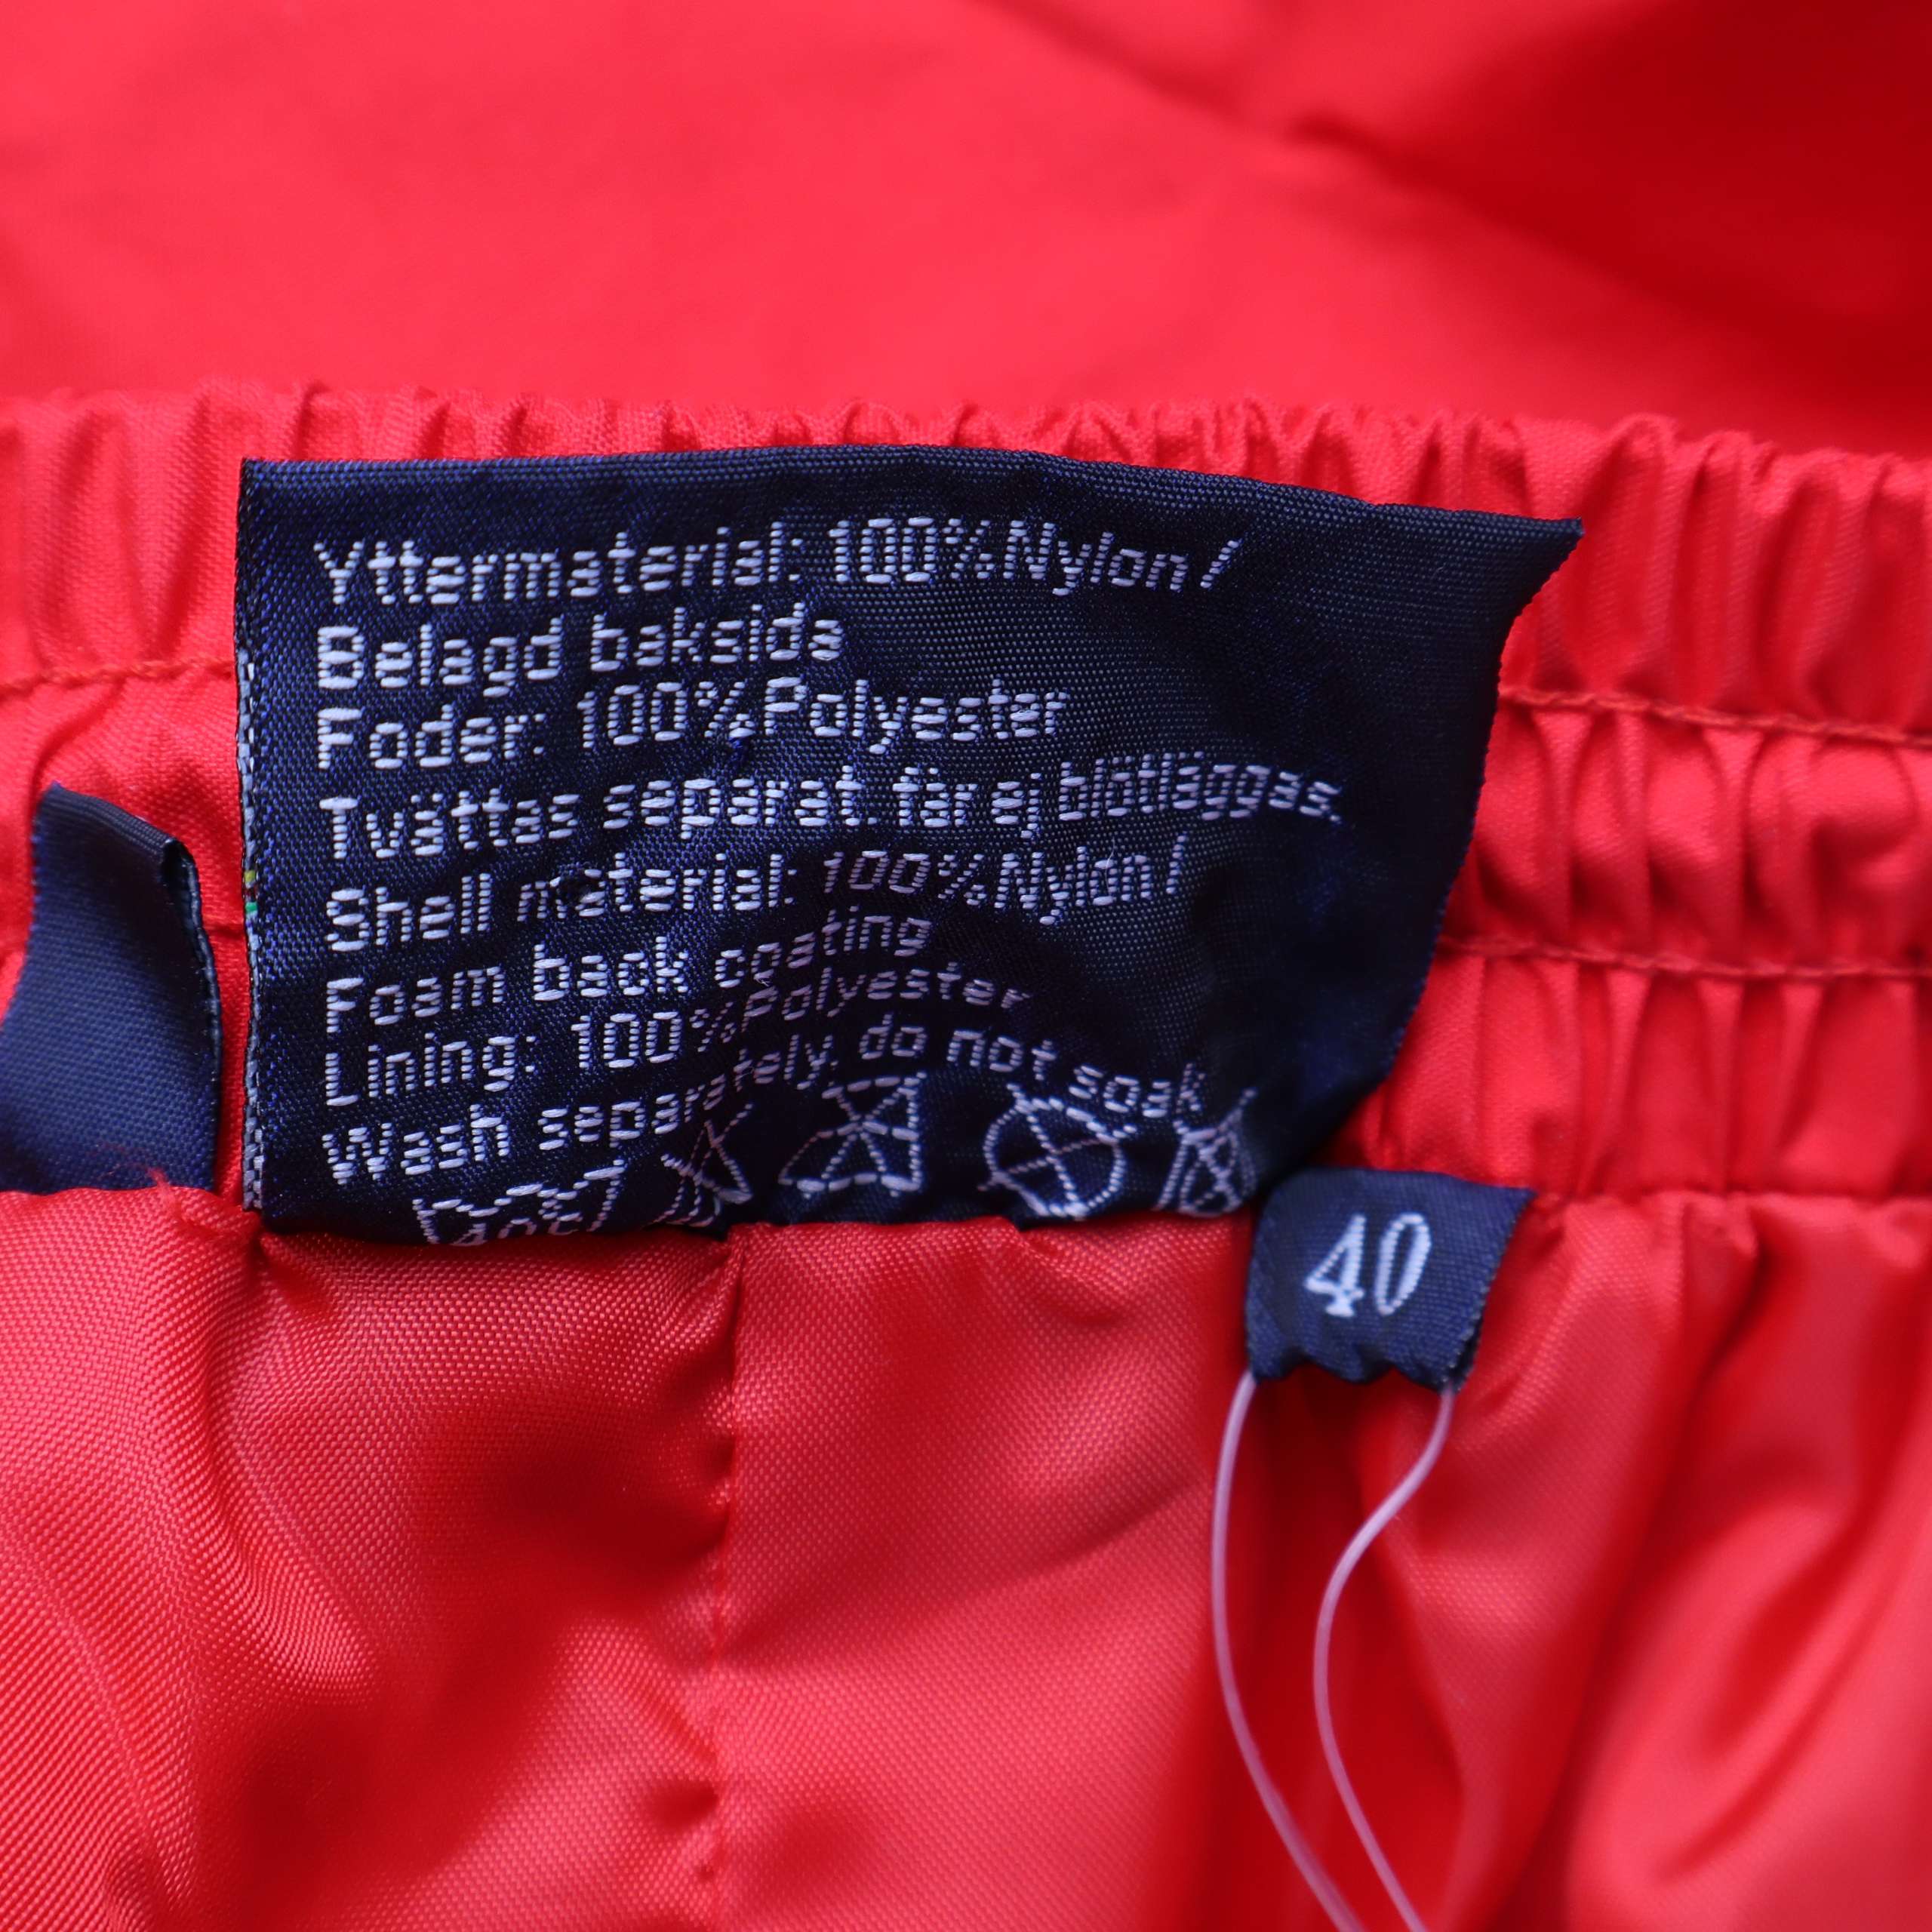 Yttermaterial: 100%Nylon/
Belagd baksida
Foder: 100%Polyester
Tvättas separat. får ej blötläggas.
Shell material: 100%Nylon/
Foam back coating
Lining: 100%Polyester
Wash separately. do not soak
40°C
40